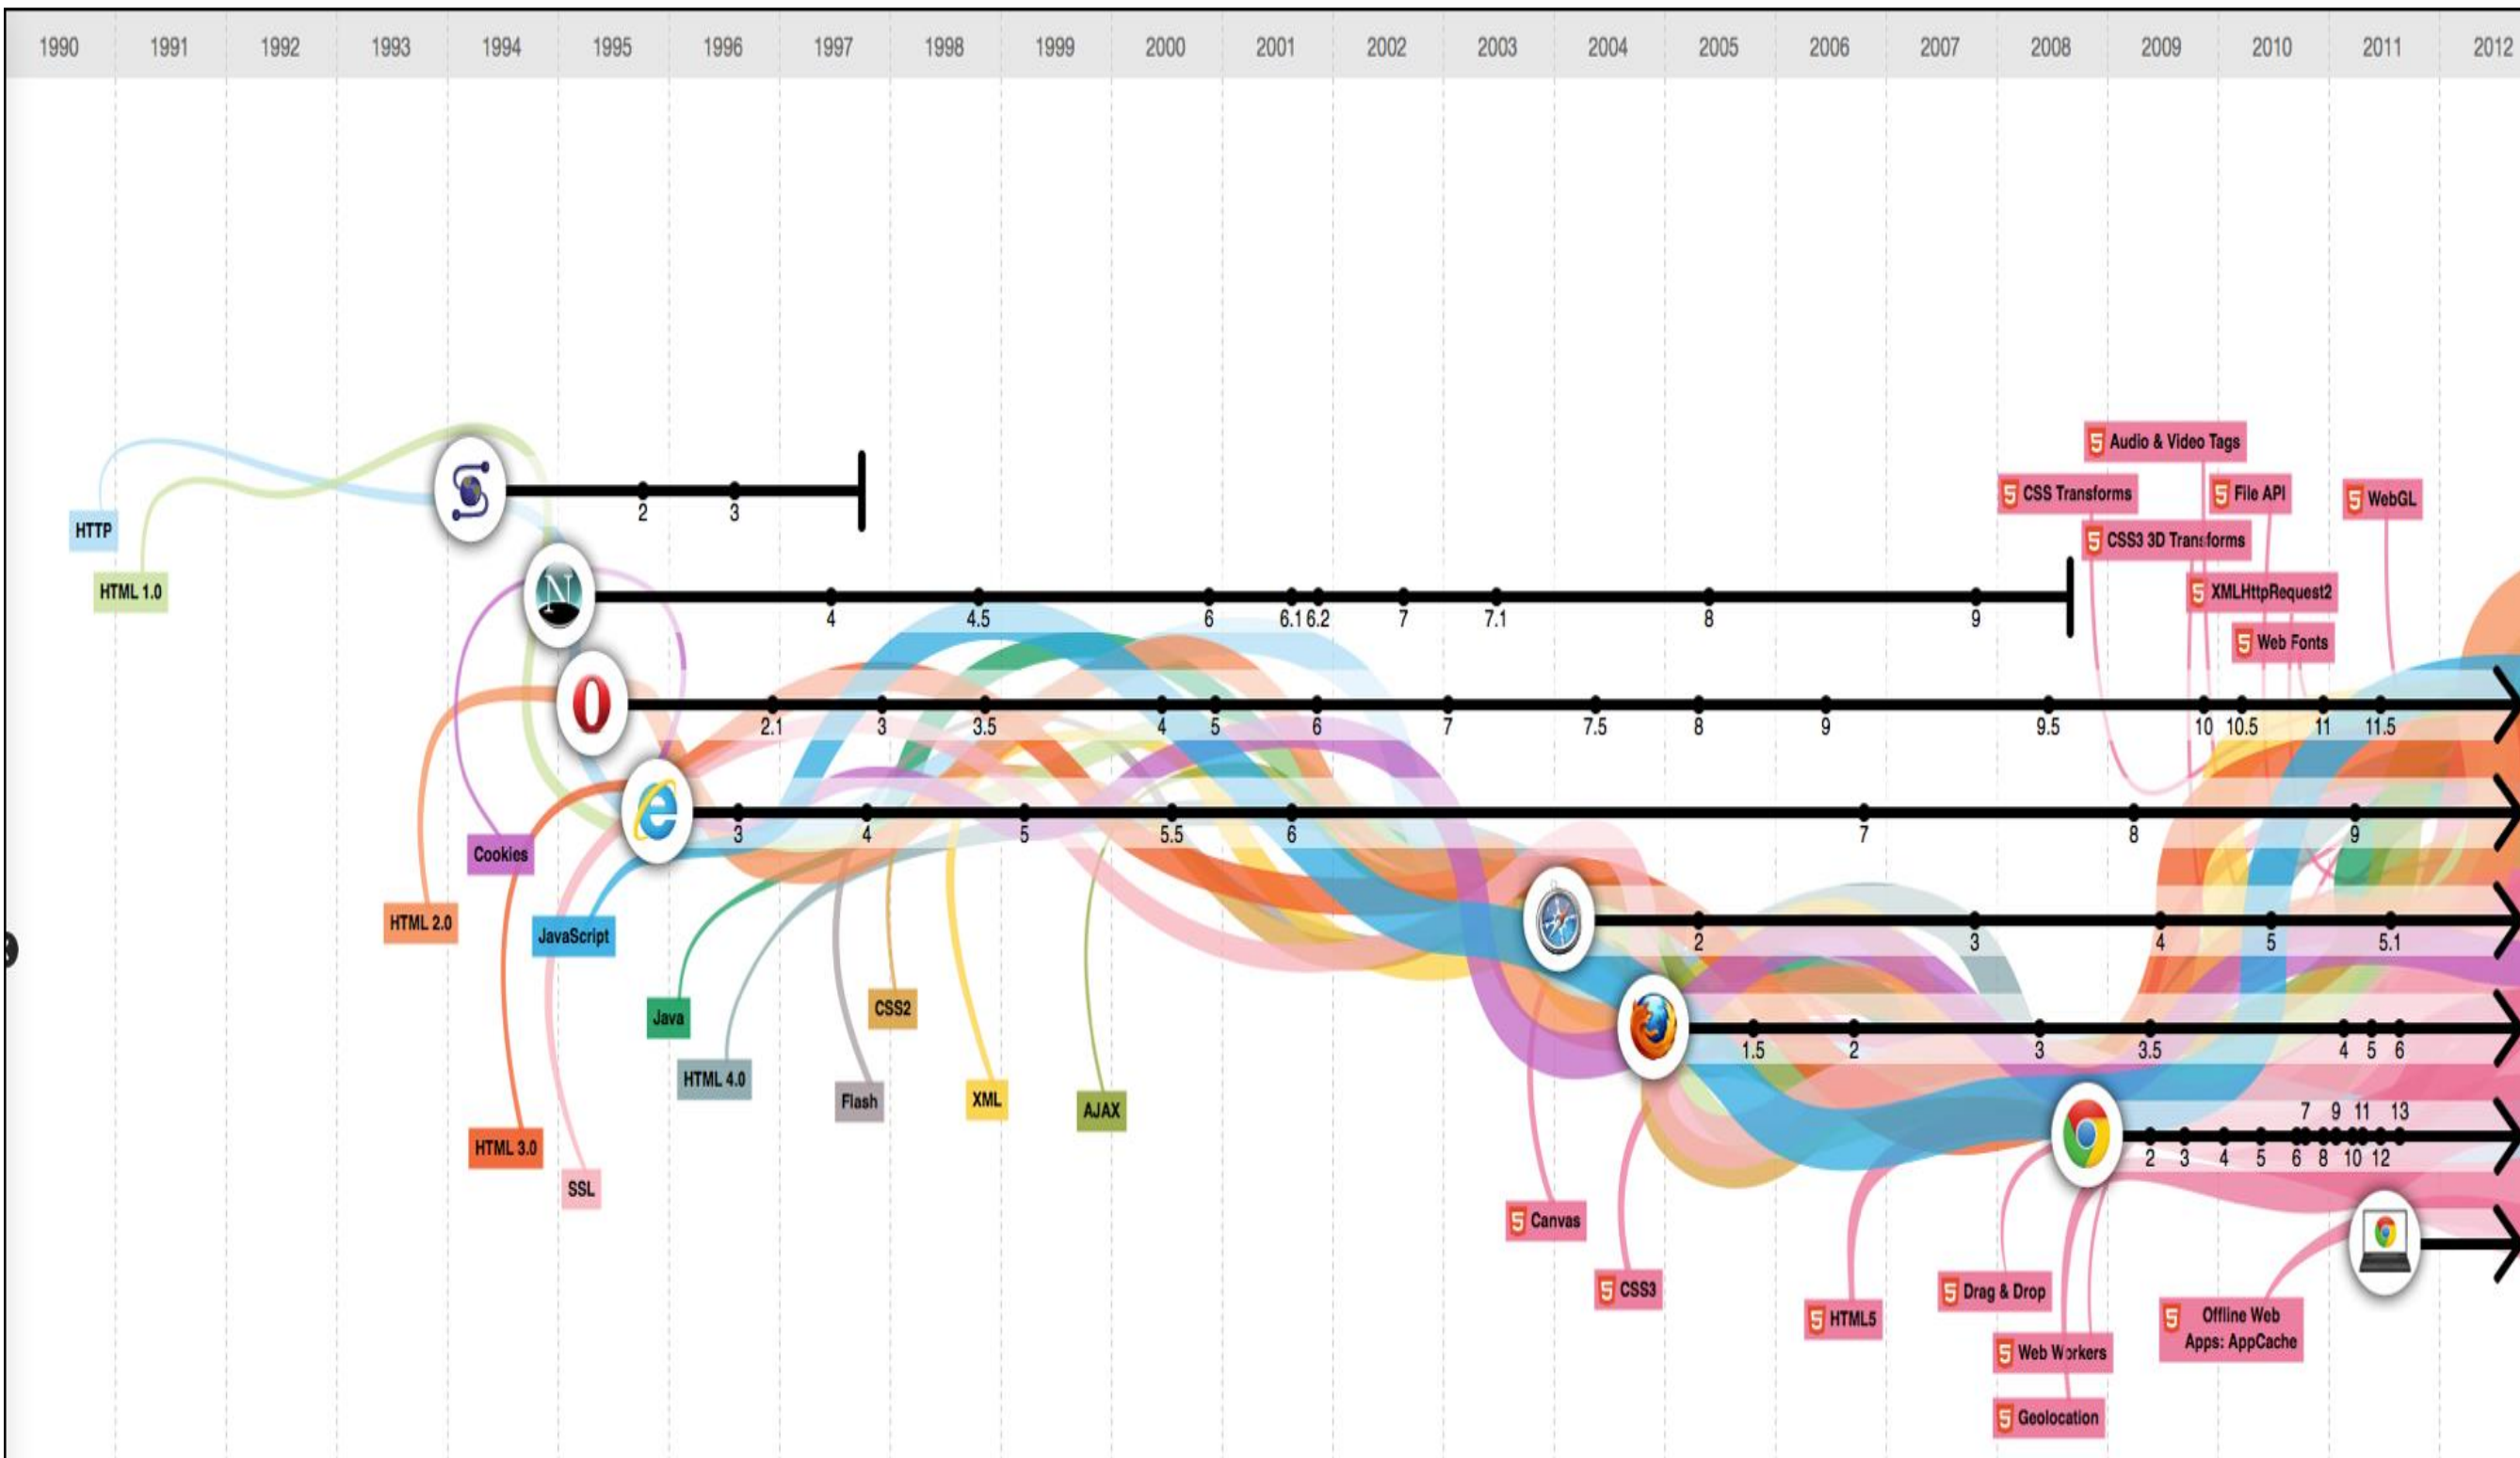 1990 1991 1992 1993 1994 1995 1996 1997 1998 1999 2000 2001 2002 2003 2004 2005 2006 2007 2008 2009 2010 2011 2012
Audio & Video Tags
CSS Transforms
File API
WebGL
HTTP
2 3
CSS3 3D Transforms
HTML 1.0
XMLHttpRequest2
N
4 4.5 6 6.1 6.2 7 7.1 8 9
Web Fonts
2.1 3 3.5 4 5 6 7 7.5 8 9 9.5 10 10.5 11 11.5
3 4 5 5.5 6 7 8 9
Cookies
HTML 2.0
JavaScript
2 3 4 5 5.1
CSS2
Java
1.5 2 3 3.5 4 5 6
HTML 4.0
Flash
XML
AJAX
7 9 11 13
HTML 3.0
2 3 4 5 6 8 10 12
SSL
5 Canvas
5 CSS3
5 HTML5
5 Drag & Drop
5 Offline Web
Apps: AppCache
5 Web Workers
5 Geolocation